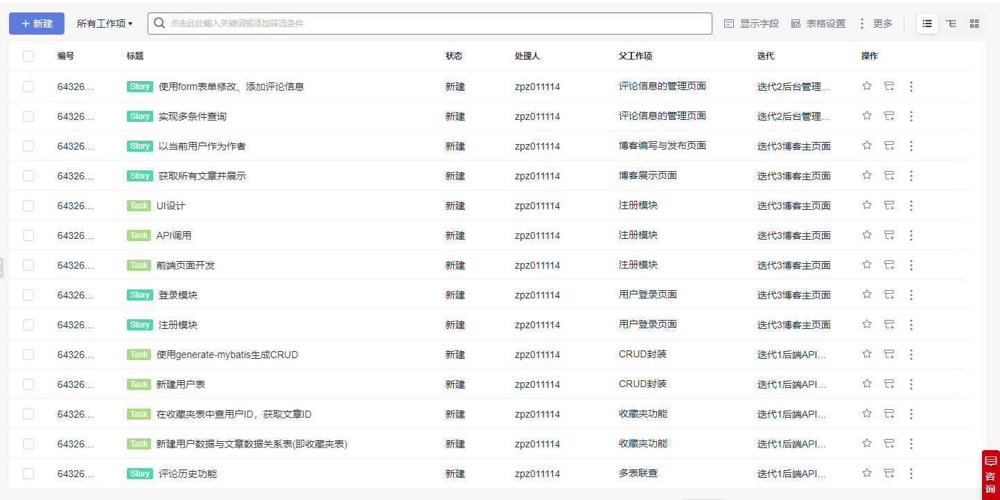 + 新建 所有工作项 点击此处输入关键词或添加筛选条件 显示字段 表格设置 更多
编号 标题 状态 处理人 父工作项 迭代 操作
64326... Story 使用form表单修改、添加评论信息 新建 zpz011114 评论信息的管理页面 迭代2后台管理...
64326... Story 实现多条件查询 新建 zpz011114 评论信息的管理页面 迭代2后台管理...
64326... Story 以当前用户作为作者 新建 zpz011114 博客编写与发布页面 迭代3博客主页面
64326... Story 获取所有文章并展示 新建 zpz011114 博客展示页面 迭代3博客主页面
64326... Task UI设计 新建 zpz011114 注册模块 迭代3博客主页面
64326... Task API调用 新建 zpz011114 注册模块 迭代3博客主页面
64326... Task 前端页面开发 新建 zpz011114 注册模块 迭代3博客主页面
64326... Story 登录模块 新建 zpz011114 用户登录页面 迭代3博客主页面
64326... Story 注册模块 新建 zpz011114 用户登录页面 迭代3博客主页面
64326... Task 使用generate-mybatis生成CRUD 新建 zpz011114 CRUD封装 迭代1后端API...
64326... Task 新建用户表 新建 zpz011114 CRUD封装 迭代1后端API...
64326... Task 在收藏夹表中查用户ID，获取文章ID 新建 zpz011114 收藏夹功能 迭代1后端API...
64326... Task 新建用户数据与文章数据关系表(即收藏夹表) 新建 zpz011114 收藏夹功能 迭代1后端API...
64326... Story 评论历史功能 新建 zpz011114 多表联查 迭代1后端API...
咨
询